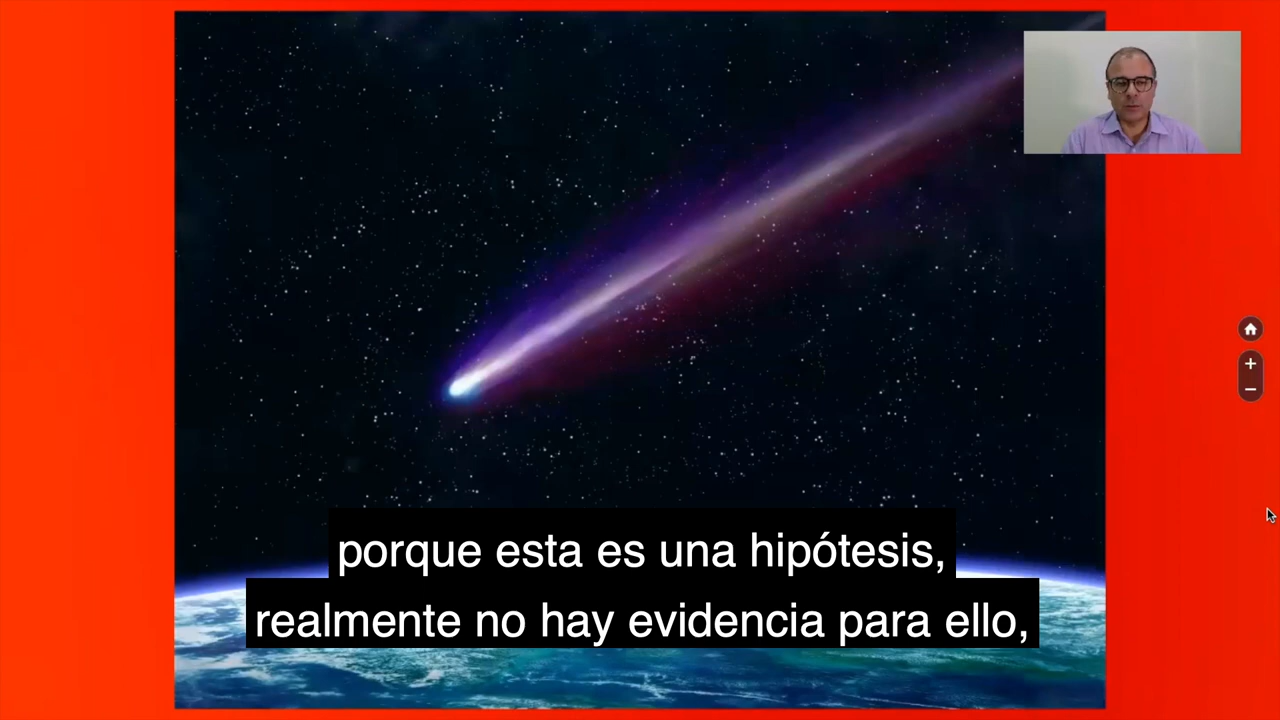 porque esta es una hipótesis,
realmente no hay evidencia para ello,